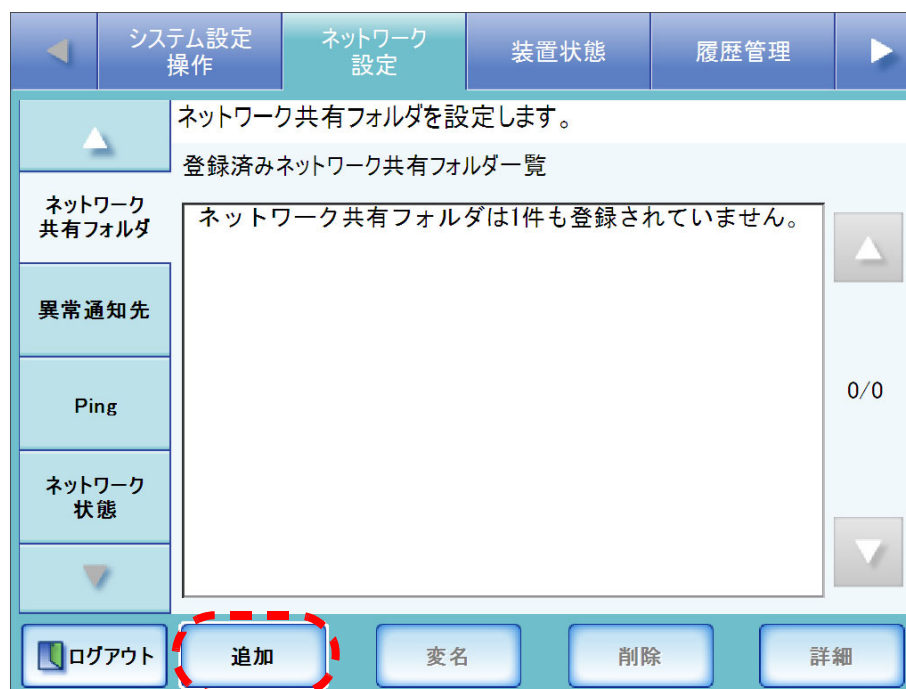 システム設定
操作
ネットワーク
設定
装置状態
履歴管理
ネットワーク共有フォルダを設定します。
登録済みネットワーク共有フォルダ一覧
ネットワーク
共有フォルダ
ネットワーク共有フォルダは1件も登録されていません。
異常通知先
Ping
0/0
ネットワーク
状態
ログアウト
追加
変名
削除
詳細